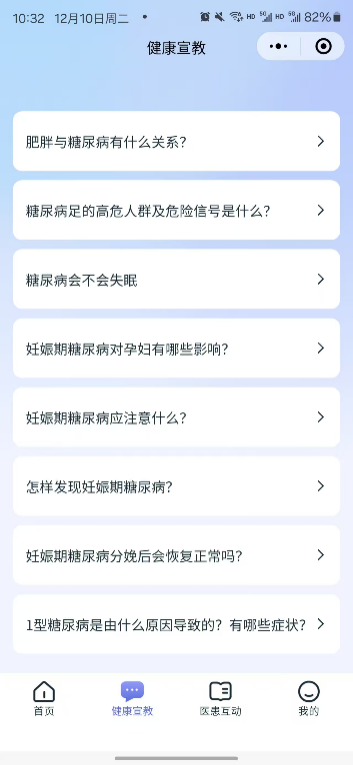 10:32 12月10日周二 HD 5G HD 5G 82%
健康宣教
肥胖与糖尿病有什么关系？
糖尿病足的高危人群及危险信号是什么？
糖尿病会不会失眠
妊娠期糖尿病对孕妇有哪些影响？
妊娠期糖尿病应注意什么？
怎样发现妊娠期糖尿病？
妊娠期糖尿病分娩后会恢复正常吗？
1型糖尿病是由什么原因导致的？有哪些症状？
首页 健康宣教 医患互动 我的